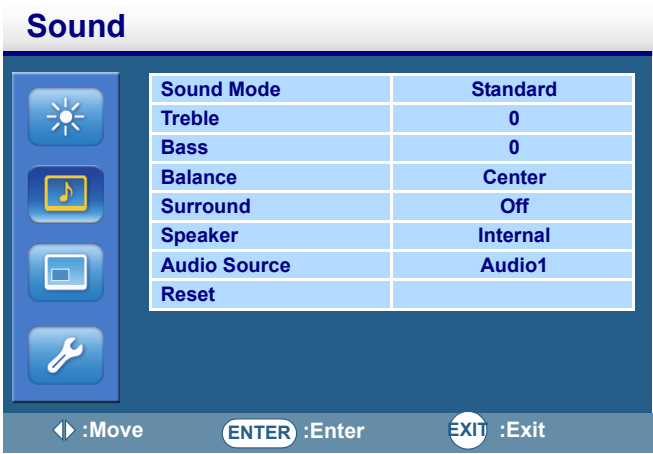 Sound
Sound Mode Standard
Treble 0
Bass 0
Balance Center
Surround Off
Speaker Internal
Audio Source Audio1
Reset
:Move ENTER :Enter EXIT :Exit